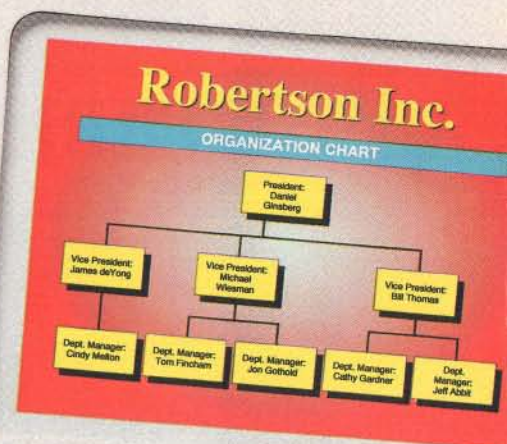 Robertson Inc.
ORGANIZATION CHART
President:
Daniel
Ginsberg
Vice President:
James deYong
Vice President:
Michael
Wiesman
Vice President:
Bill Thomas
Dept. Manager:
Cindy Melton
Dept. Manager:
Tom Fincham
Dept. Manager:
Jon Gothold
Dept. Manager:
Cathy Gardner
Dept.
Manager:
Jeff Abbit